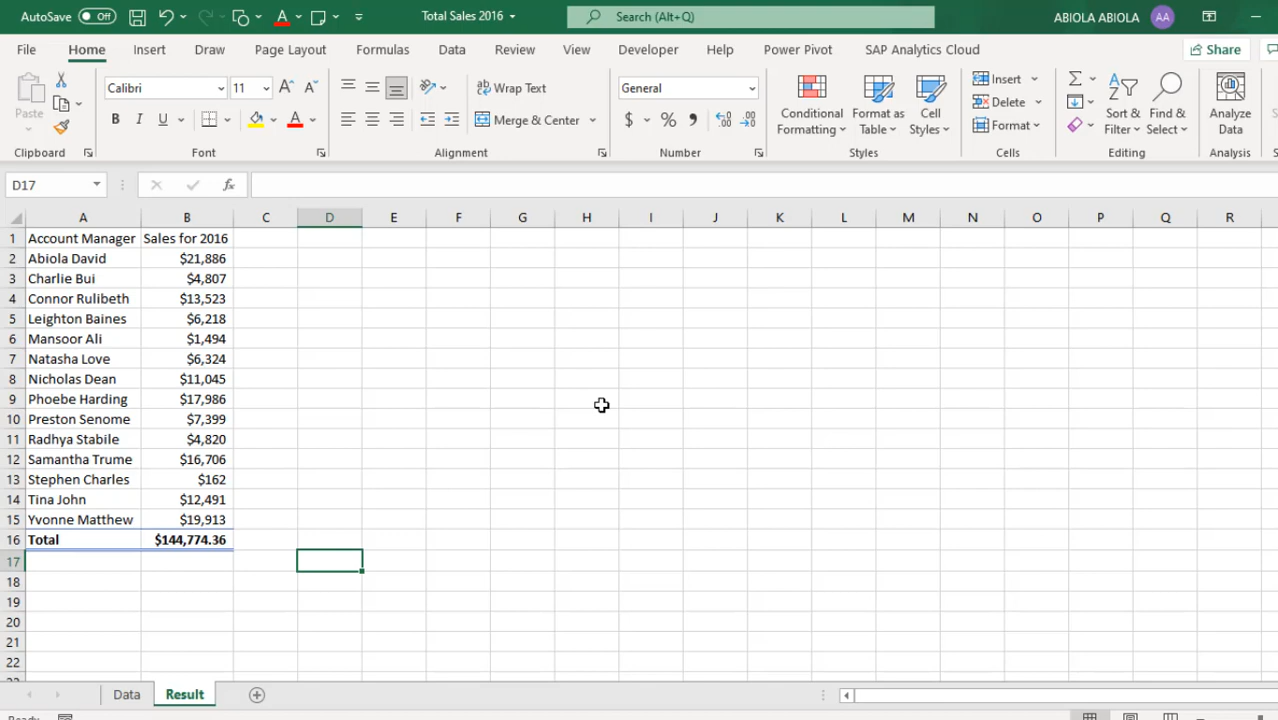 AutoSave Off Total Sales 2016 Search (Alt+Q) ABIOLA ABIOLA AA
File Home Insert Draw Page Layout Formulas Data Review View Developer Help Power Pivot SAP Analytics Cloud Share
Paste
Calibri 11
B I U
Wrap Text
Merge & Center
General
$ %
Conditional Formatting
Format as Table
Cell Styles
Insert
Delete
Format
Sort & Filter
Find & Select
Analyze Data
Clipboard Font Alignment Number Styles Cells Editing Analysis
D17 fx
A B C D E F G H I J K L M N O P Q R
1 Account Manager Sales for 2016
2 Abiola David $21,886
3 Charlie Bui $4,807
4 Connor Rulibeth $13,523
5 Leighton Baines $6,218
6 Mansoor Ali $1,494
7 Natasha Love $6,324
8 Nicholas Dean $11,045
9 Phoebe Harding $17,986
10 Preston Senome $7,399
11 Radhya Stabile $4,820
12 Samantha Trume $16,706
13 Stephen Charles $162
14 Tina John $12,491
15 Yvonne Matthew $19,913
16 Total $144,774.36
17
18
19
20
21
22
Data Result